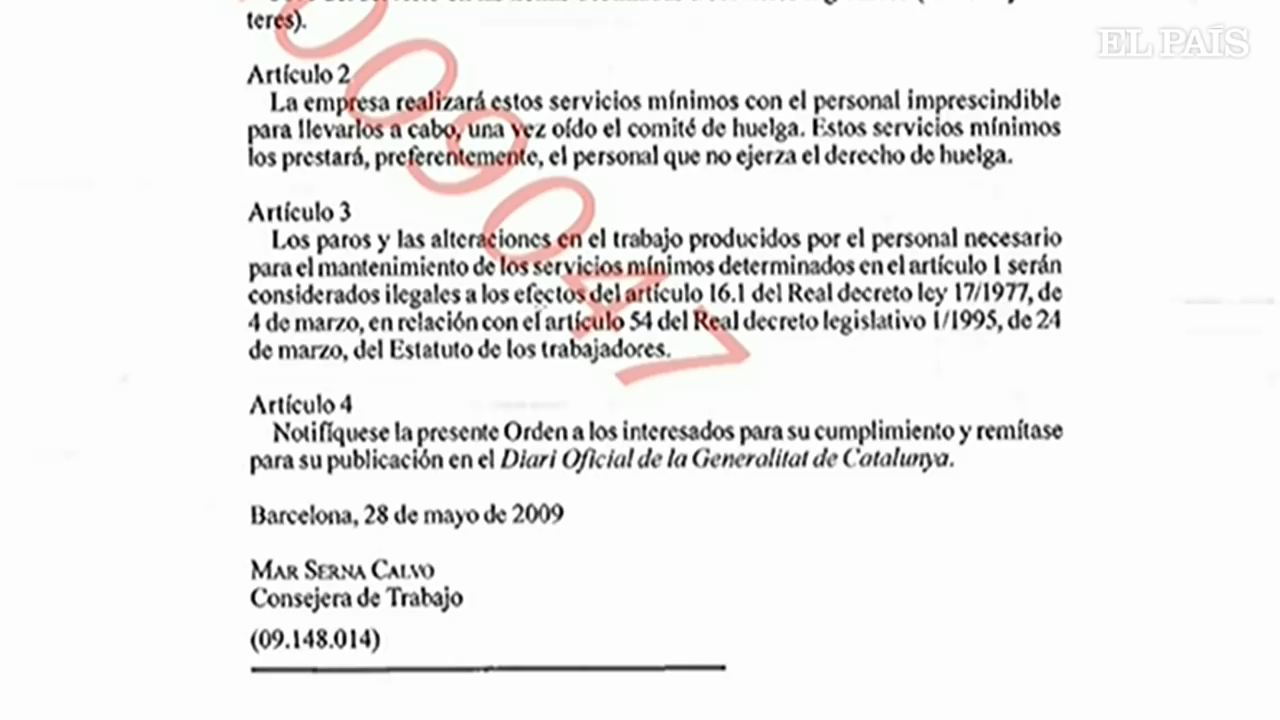 EL PAÍS
teres).
Artículo 2
La empresa realizará estos servicios mínimos con el personal imprescindible
para llevarlos a cabo, una vez oído el comité de huelga. Estos servicios mínimos
los prestará, preferentemente, el personal que no ejerza el derecho de huelga.
Artículo 3
Los paros y las alteraciones en el trabajo producidos por el personal necesario
para el mantenimiento de los servicios mínimos determinados en el artículo 1 serán
considerados ilegales a los efectos del artículo 16.1 del Real decreto ley 17/1977, de
4 de marzo, en relación con el artículo 54 del Real decreto legislativo 1/1995, de 24
de marzo, del Estatuto de los trabajadores.
Artículo 4
Notifíquese la presente Orden a los interesados para su cumplimiento y remítase
para su publicación en el Diari Oficial de la Generalitat de Catalunya.
Barcelona, 28 de mayo de 2009
MAR SERNA CALVO
Consejera de Trabajo
(09.148.014)
009047